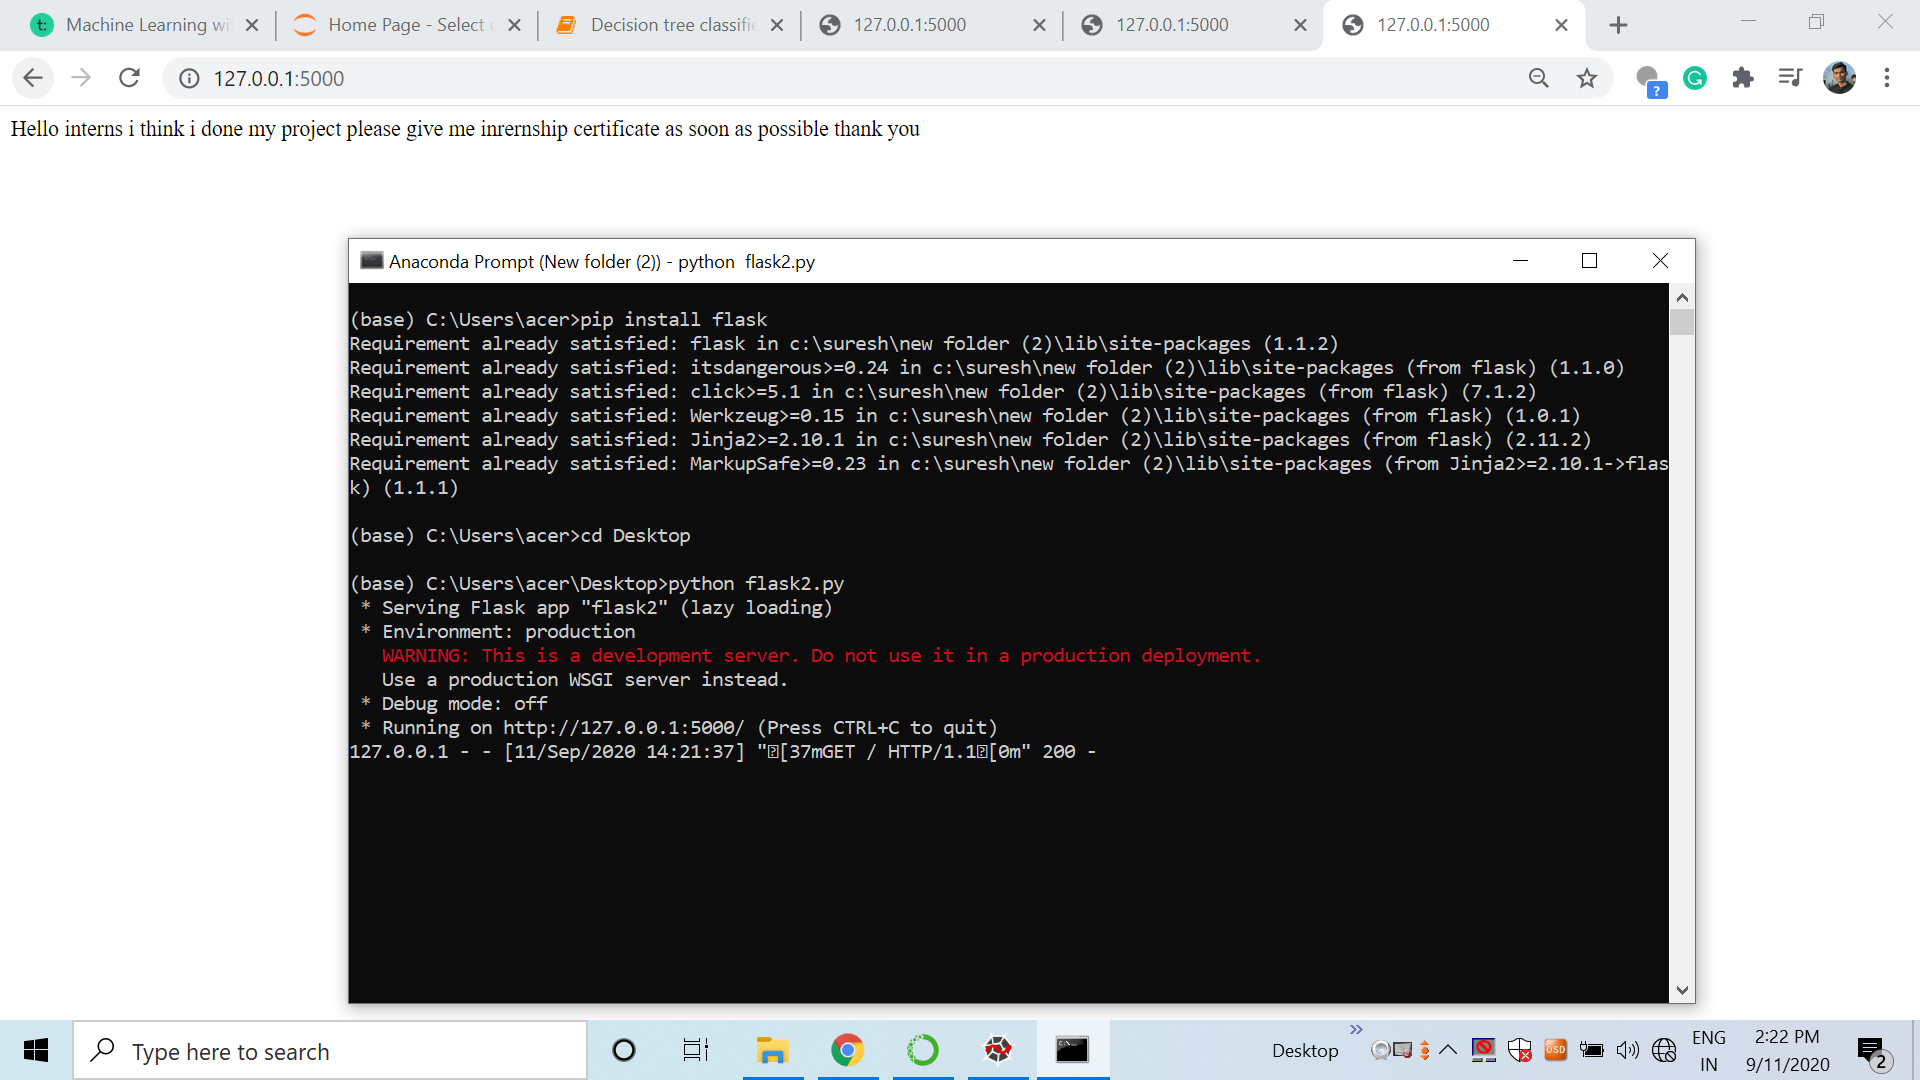 Machine Learning wi
Home Page - Select
Decision tree classifie
127.0.0.1:5000
127.0.0.1:5000
127.0.0.1:5000
127.0.0.1:5000
Hello interns i think i done my project please give me inrernship certificate as soon as possible thank you
Anaconda Prompt (New folder (2)) - python  flask2.py
(base) C:\Users\acer>pip install flask
Requirement already satisfied: flask in c:\suresh\new folder (2)\lib\site-packages (1.1.2)
Requirement already satisfied: itsdangerous>=0.24 in c:\suresh\new folder (2)\lib\site-packages (from flask) (1.1.0)
Requirement already satisfied: click>=5.1 in c:\suresh\new folder (2)\lib\site-packages (from flask) (7.1.2)
Requirement already satisfied: Werkzeug>=0.15 in c:\suresh\new folder (2)\lib\site-packages (from flask) (1.0.1)
Requirement already satisfied: Jinja2>=2.10.1 in c:\suresh\new folder (2)\lib\site-packages (from flask) (2.11.2)
Requirement already satisfied: MarkupSafe>=0.23 in c:\suresh\new folder (2)\lib\site-packages (from Jinja2>=2.10.1->flas
k) (1.1.1)
(base) C:\Users\acer>cd Desktop
(base) C:\Users\acer\Desktop>python flask2.py
* Serving Flask app "flask2" (lazy loading)
* Environment: production
WARNING: This is a development server. Do not use it in a production deployment.
Use a production WSGI server instead.
* Debug mode: off
* Running on http://127.0.0.1:5000/ (Press CTRL+C to quit)
127.0.0.1 - - [11/Sep/2020 14:21:37] "[37mGET / HTTP/1.1[0m" 200 -
Type here to search
Desktop
OSD
ENG
IN
2:22 PM
9/11/2020
2